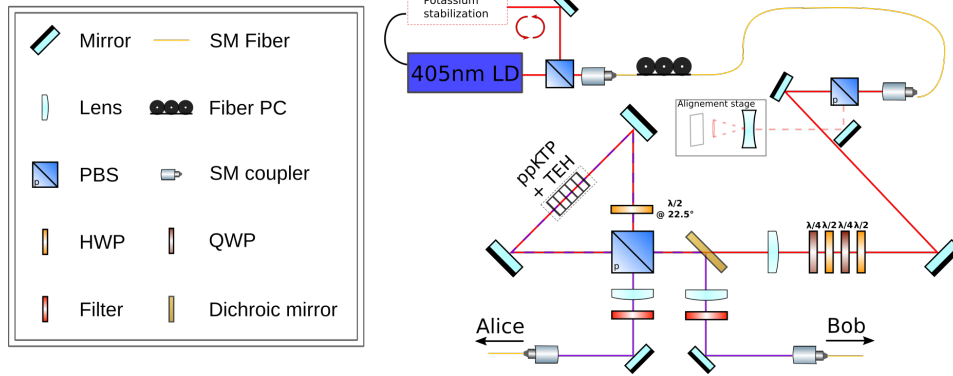 Mirror
SM Fiber
Lens
Fiber PC
PBS
p
SM coupler
HWP
QWP
Filter
Dichroic mirror
Potassium
stabilization
405nm LD
p
Alignement stage
ppKTP
+ TEH
λ/2
@ 22.5°
λ/4 λ/2 λ/4 λ/2
p
Alice
Bob